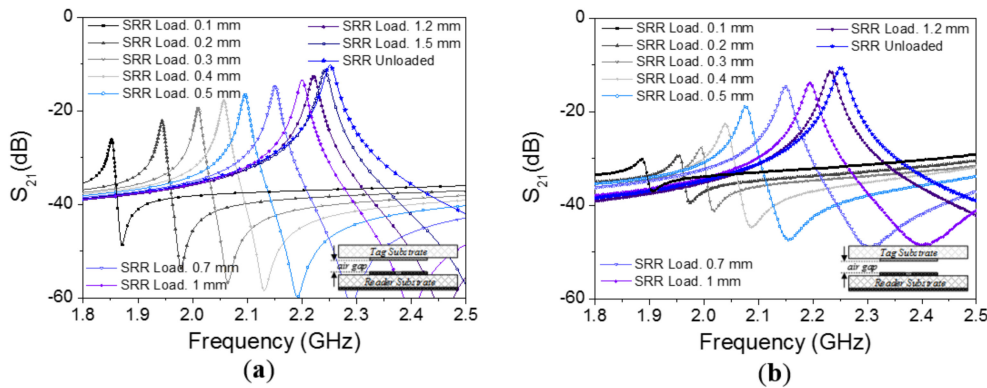 0
-20
-40
-60
S21(dB)
SRR Load. 0.1 mm
SRR Load. 0.2 mm
SRR Load. 0.3 mm
SRR Load. 0.4 mm
SRR Load. 0.5 mm
SRR Load. 1.2 mm
SRR Load. 1.5 mm
SRR Unloaded
SRR Load. 0.7 mm
SRR Load. 1 mm
Tag Substrate
air gap
Reader Substrate
1.8 1.9 2.0 2.1 2.2 2.3 2.4 2.5
Frequency (GHz)
(a)
0
-20
-40
-60
S21(dB)
SRR Load. 0.1 mm
SRR Load. 0.2 mm
SRR Load. 0.3 mm
SRR Load. 0.4 mm
SRR Load. 0.5 mm
SRR Load. 1.2 mm
SRR Unloaded
SRR Load. 0.7 mm
SRR Load. 1 mm
Tag Substrate
air gap
Reader Substrate
1.8 1.9 2.0 2.1 2.2 2.3 2.4 2.5
Frequency (GHz)
(b)